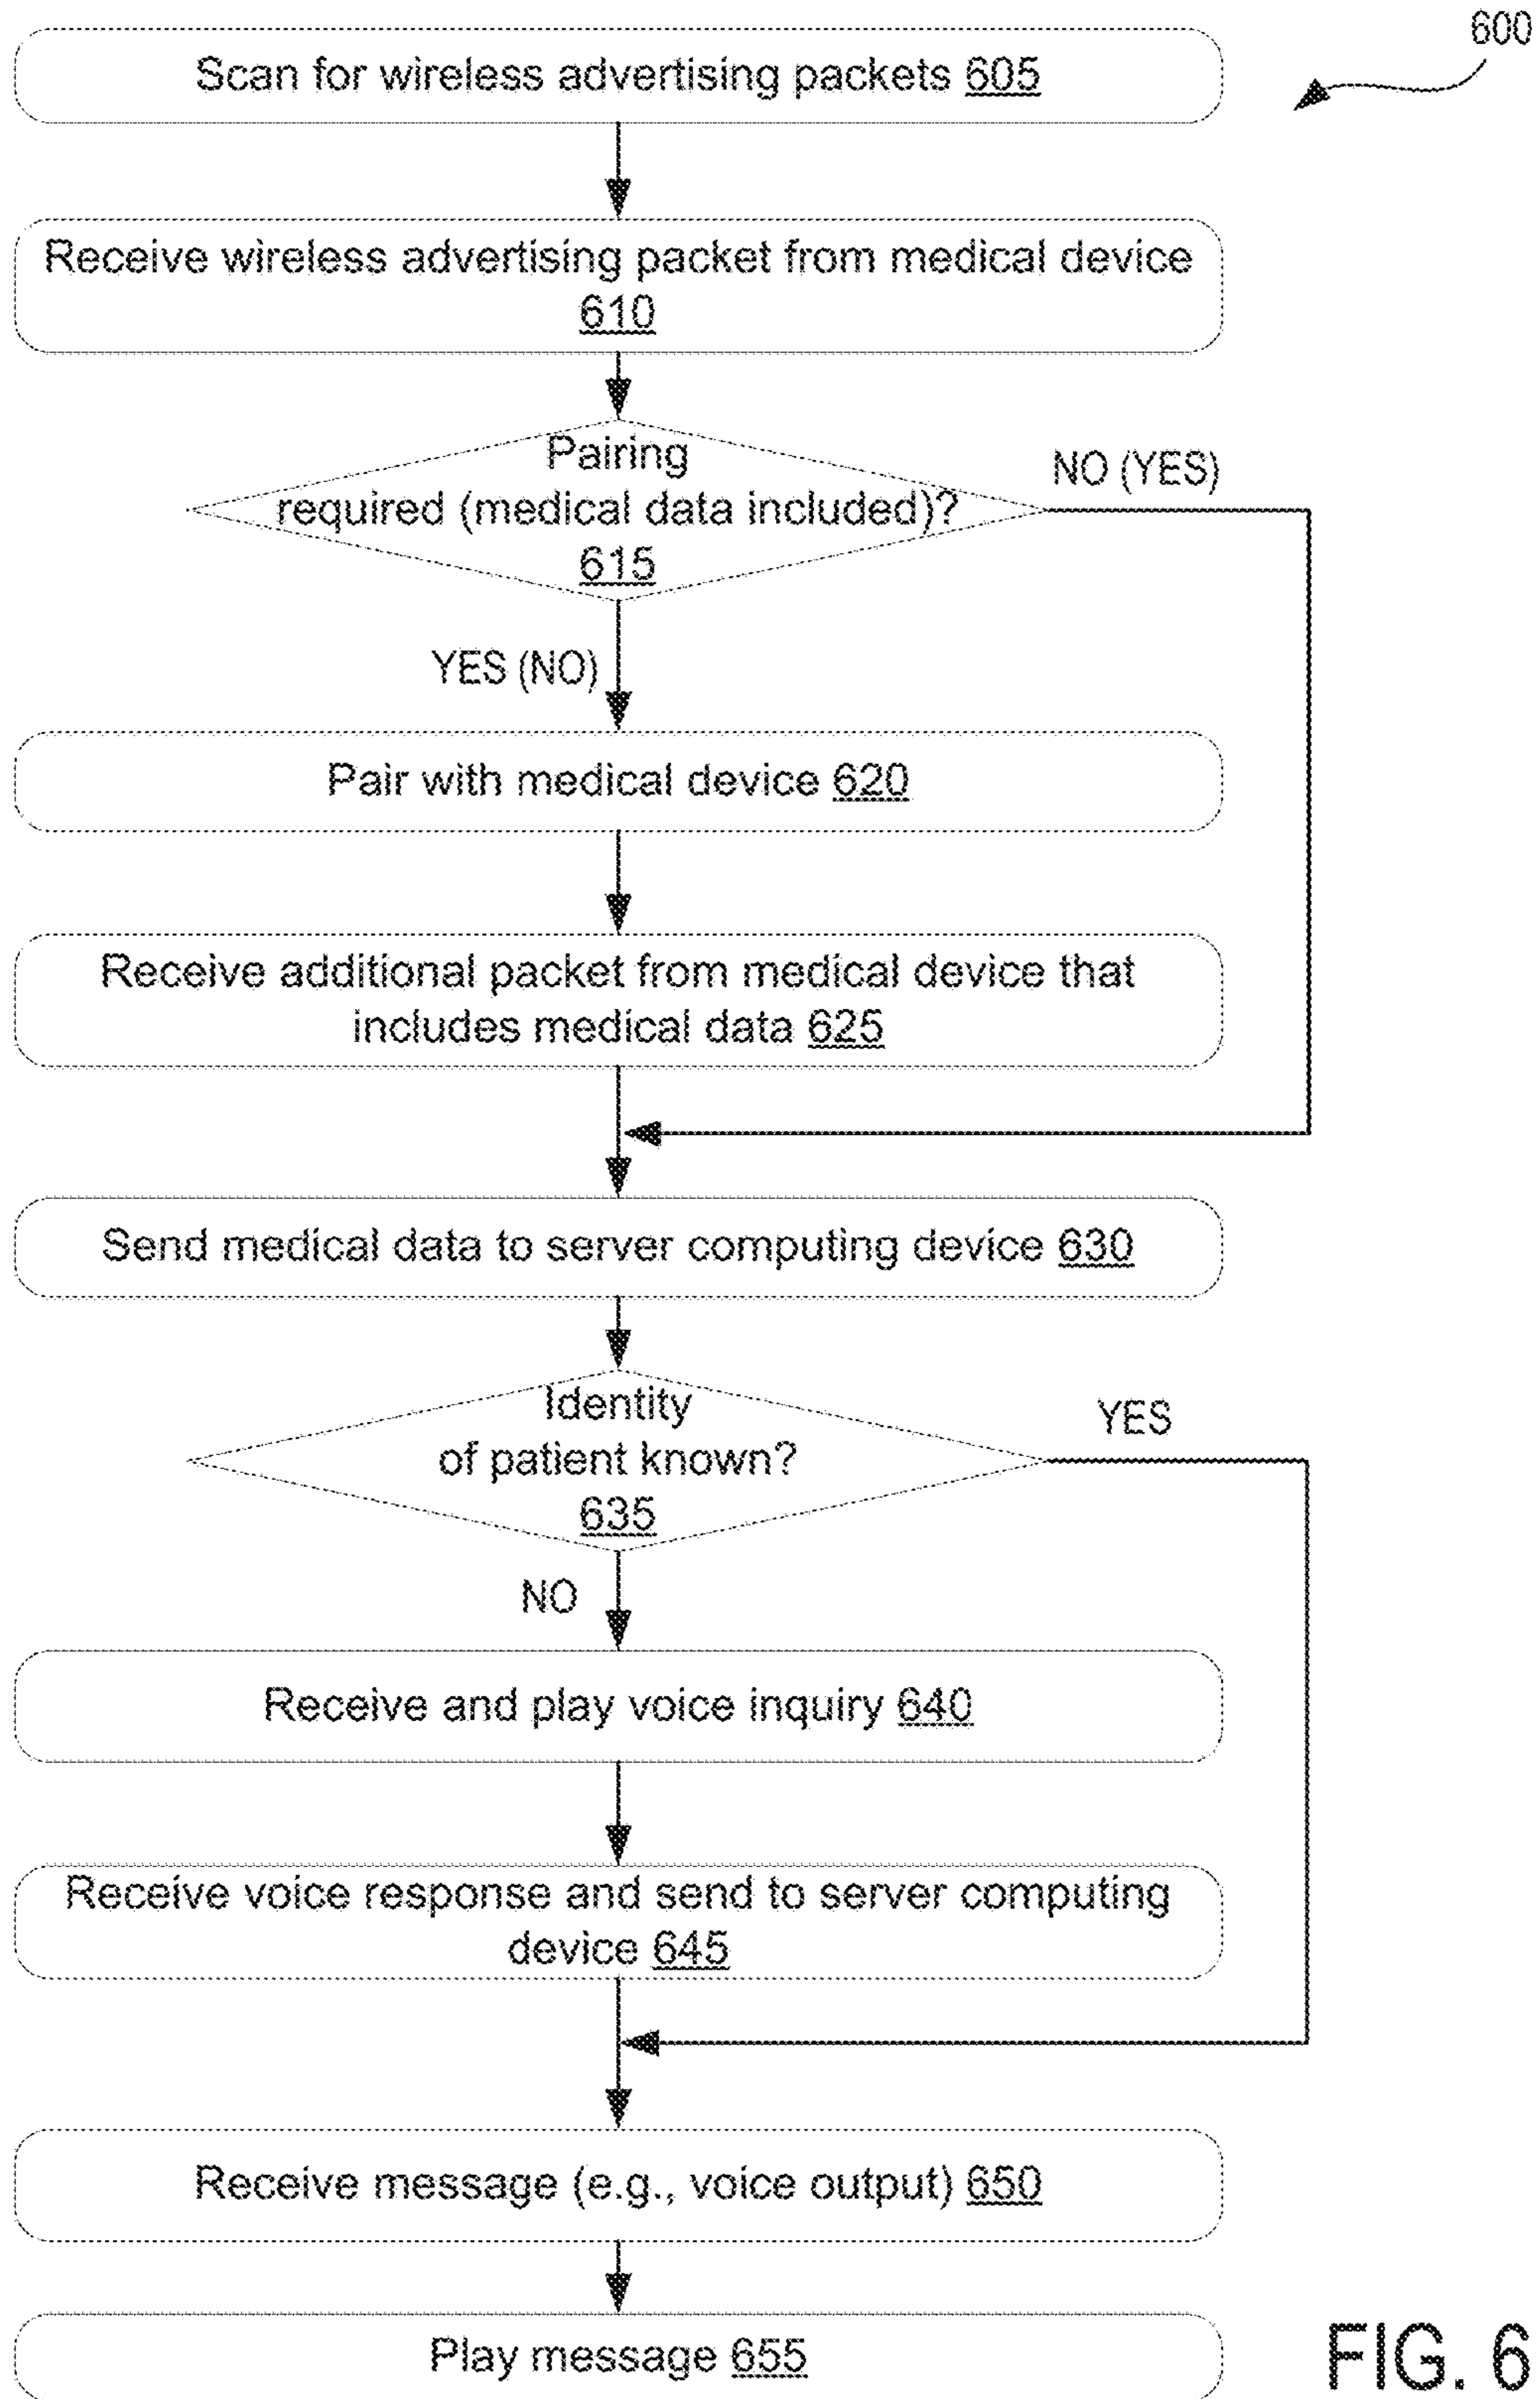 600
Scan for wireless advertising packets 605
Receive wireless advertising packet from medical device
610
Pairing
required (medical data included)?
615
NO (YES)
YES (NO)
Pair with medical device 620
Receive additional packet from medical device that
includes medical data 625
Send medical data to server computing device 630
Identity
of patient known?
635
YES
NO
Receive and play voice inquiry 640
Receive voice response and send to server computing
device 645
Receive message (e.g., voice output) 650
Play message 655
FIG. 6